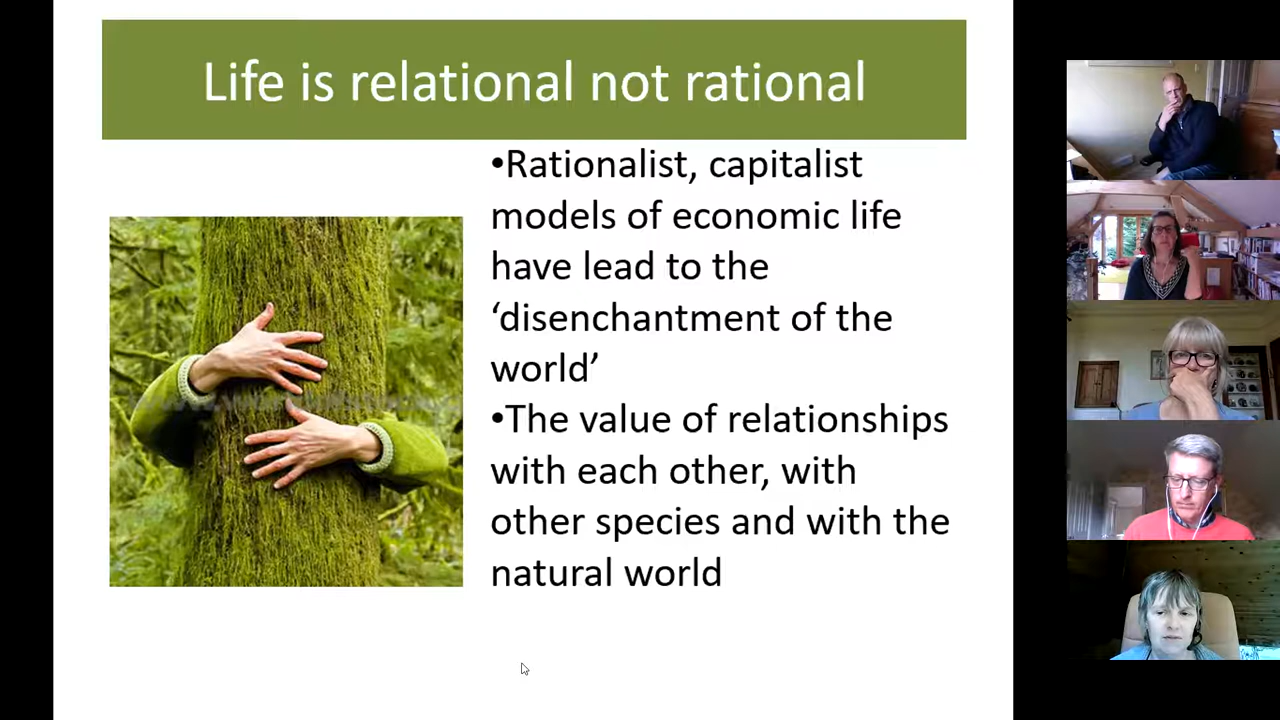 Life is relational not rational
•Rationalist, capitalist
models of economic life
have lead to the
‘disenchantment of the
world’
•The value of relationships
with each other, with
other species and with the
natural world